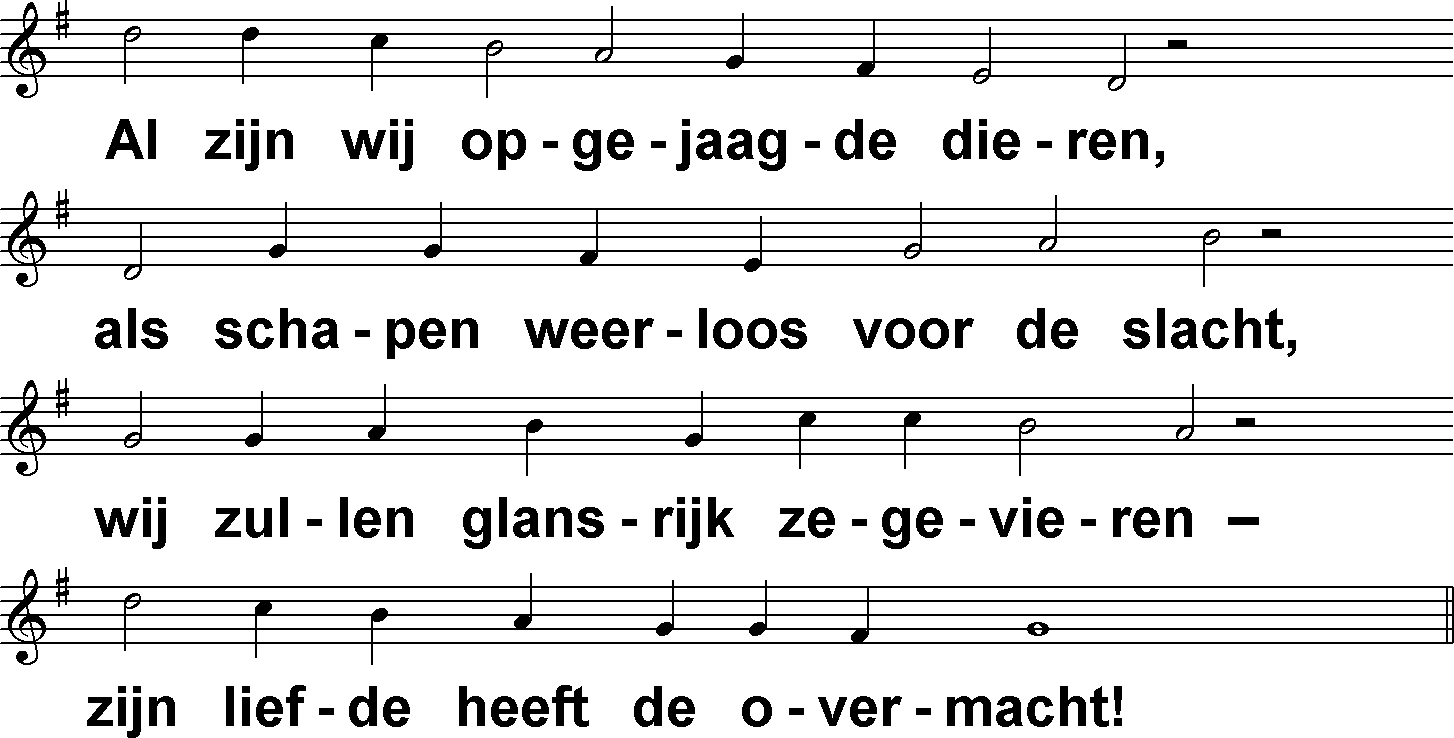 Al zijn wij op - ge - jaag - de die - ren,
als scha - pen weer - loos voor de slacht,
wij zul - len glans - rijk ze - ge - vie - ren –
zijn lief - de heeft de o - ver - macht!